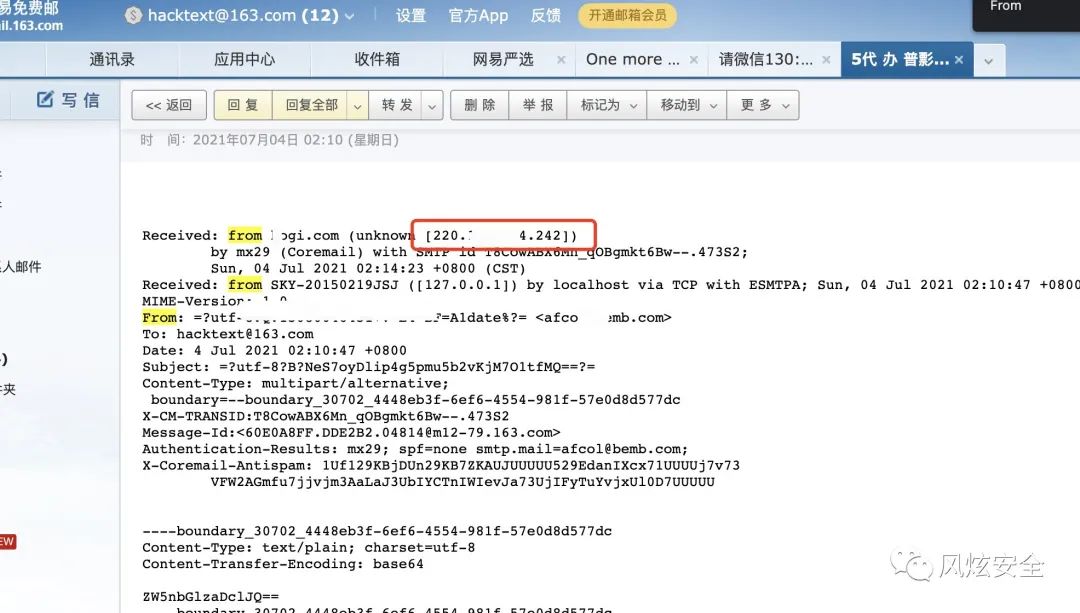 易免费邮
il.163.com
hacktext@163.com (12)
设置
官方App
反馈
开通邮箱会员
From
通讯录
应用中心
收件箱
网易严选 ×
One more ... ×
请微信130:... ×
5代 办 普影... ×
写 信
<< 返回
回 复
回复全部
转 发
删 除
举 报
标记为
移动到
更 多
时 间: 2021年07月04日 02:10 (星期日)
人邮件
夹
EW
Received: from ogi.com (unknown [220. 4.242])
by mx29 (Coremail) with SMTP id T8CowABX6Mn_qOBgmkt6Bw--.473S2;
Sun, 04 Jul 2021 02:14:23 +0800 (CST)
Received: from SKY-20150219JSJ ([127.0.0.1]) by localhost via TCP with ESMTPA; Sun, 04 Jul 2021 02:10:47 +0800
MIME-Version: 1.0
From: =?utf- =Aldate%?= <afco emb.com>
To: hacktext@163.com
Date: 4 Jul 2021 02:10:47 +0800
Subject: =?utf-8?B?NeS7oyDlip4g5pmu5b2vKjM7O1tfMQ==?=
Content-Type: multipart/alternative;
boundary=--boundary_30702_4448eb3f-6ef6-4554-981f-57e0d8d577dc
X-CM-TRANSID:T8CowABX6Mn_qOBgmkt6Bw--.473S2
Message-Id:<60E0A8FF.DDE2B2.04814@m12-79.163.com>
Authentication-Results: mx29; spf=none smtp.mail=afcol@bemb.com;
X-Coremail-Antispam: 1Uf129KBjDUn29KB7ZKAUJUUUUU529EdanIXcx71UUUUj7v73
VFW2AGmfu7jjvjm3AaLaJ3UbIYCTnIWIevJa73UjIFyTuYvjxUl0D7UUUUU
----boundary_30702_4448eb3f-6ef6-4554-981f-57e0d8d577dc
Content-Type: text/plain; charset=utf-8
Content-Transfer-Encoding: base64
ZW5nbGlzaDclJQ==
风炫安全